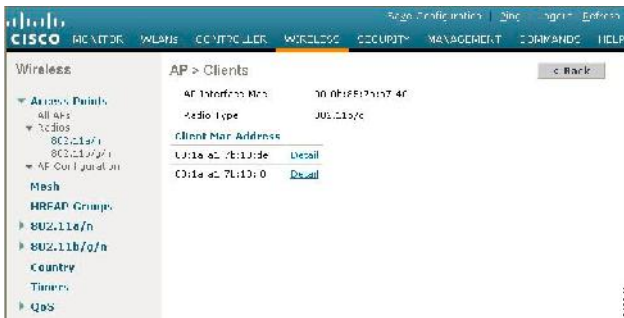 Save Configuration Ping Logout Refresh
CISCO MONITOR WLANs CONTROLLER WIRELESS SECURITY MANAGEMENT COMMANDS HELP
Wireless
AP > Clients
< Back
Access Points
All APs
Radios
802.11a/n
802.11b/g/n
AP Configuration
Mesh
HREAP Groups
802.11a/n
802.11b/g/n
Country
Timers
QoS
AP Interface Mac
Radio Type
Client Mac Address
Detail
Detail